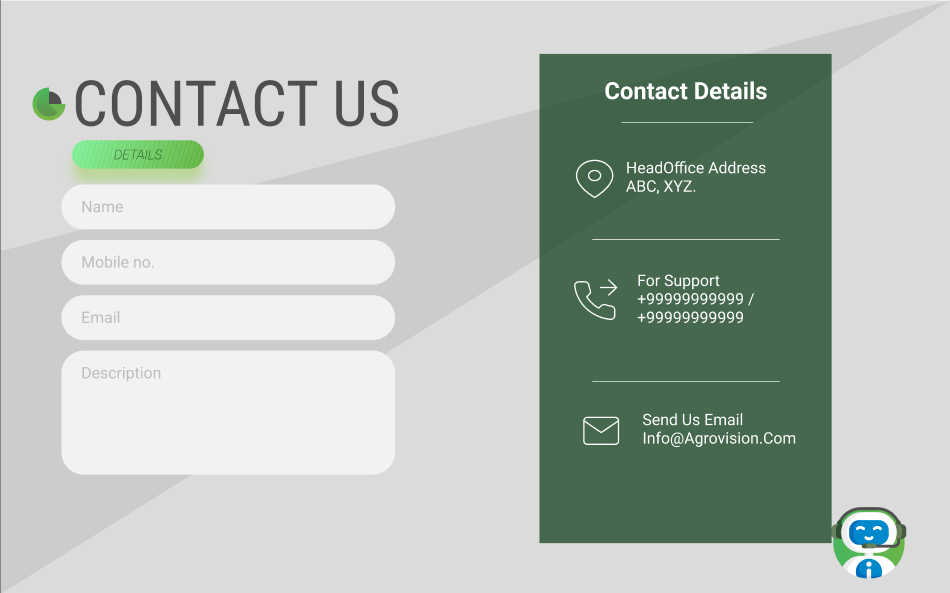 CONTACT US
DETAILS
Name
Mobile no.
Email
Description
Contact Details
HeadOffice Address
ABC, XYZ.
For Support
+99999999999 /
+99999999999
Send Us Email
Info@Agrovision.Com